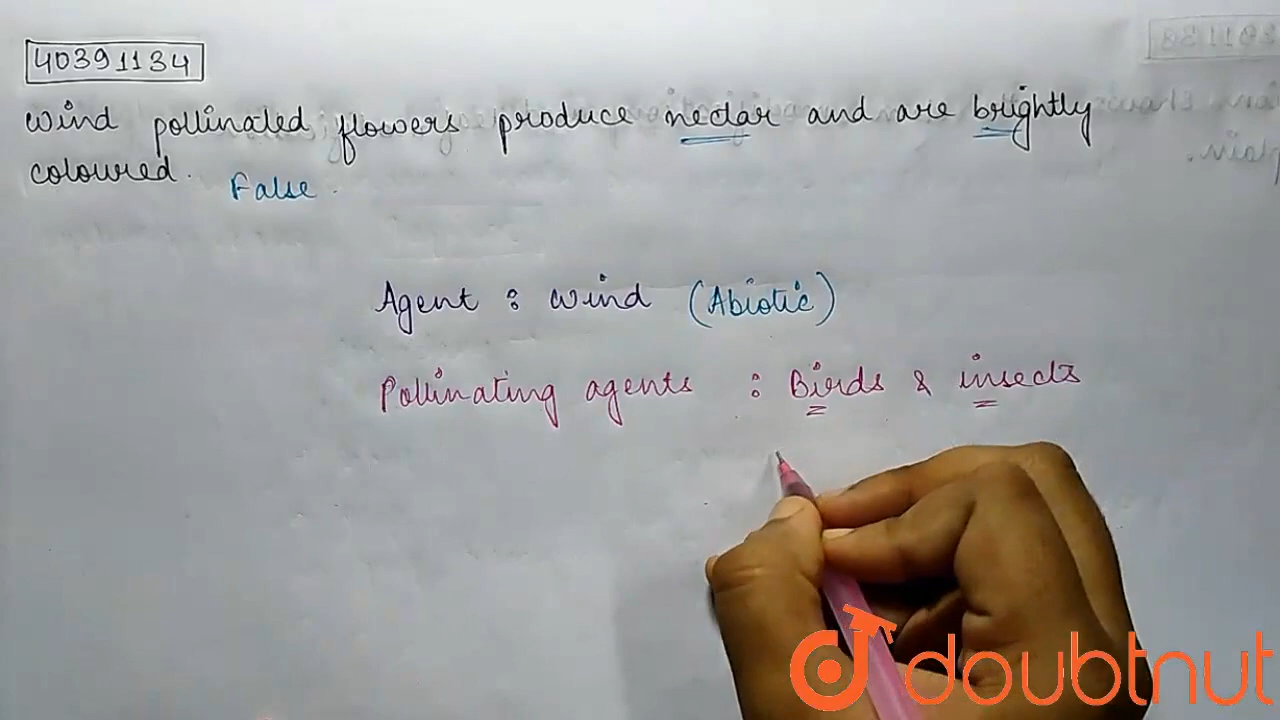 40391134
Wind pollinated flowers produce nectar and are brightly
coloured. False.
Agent : Wind (Abiotic)
Pollinating agents : Birds & insects
doubtnut